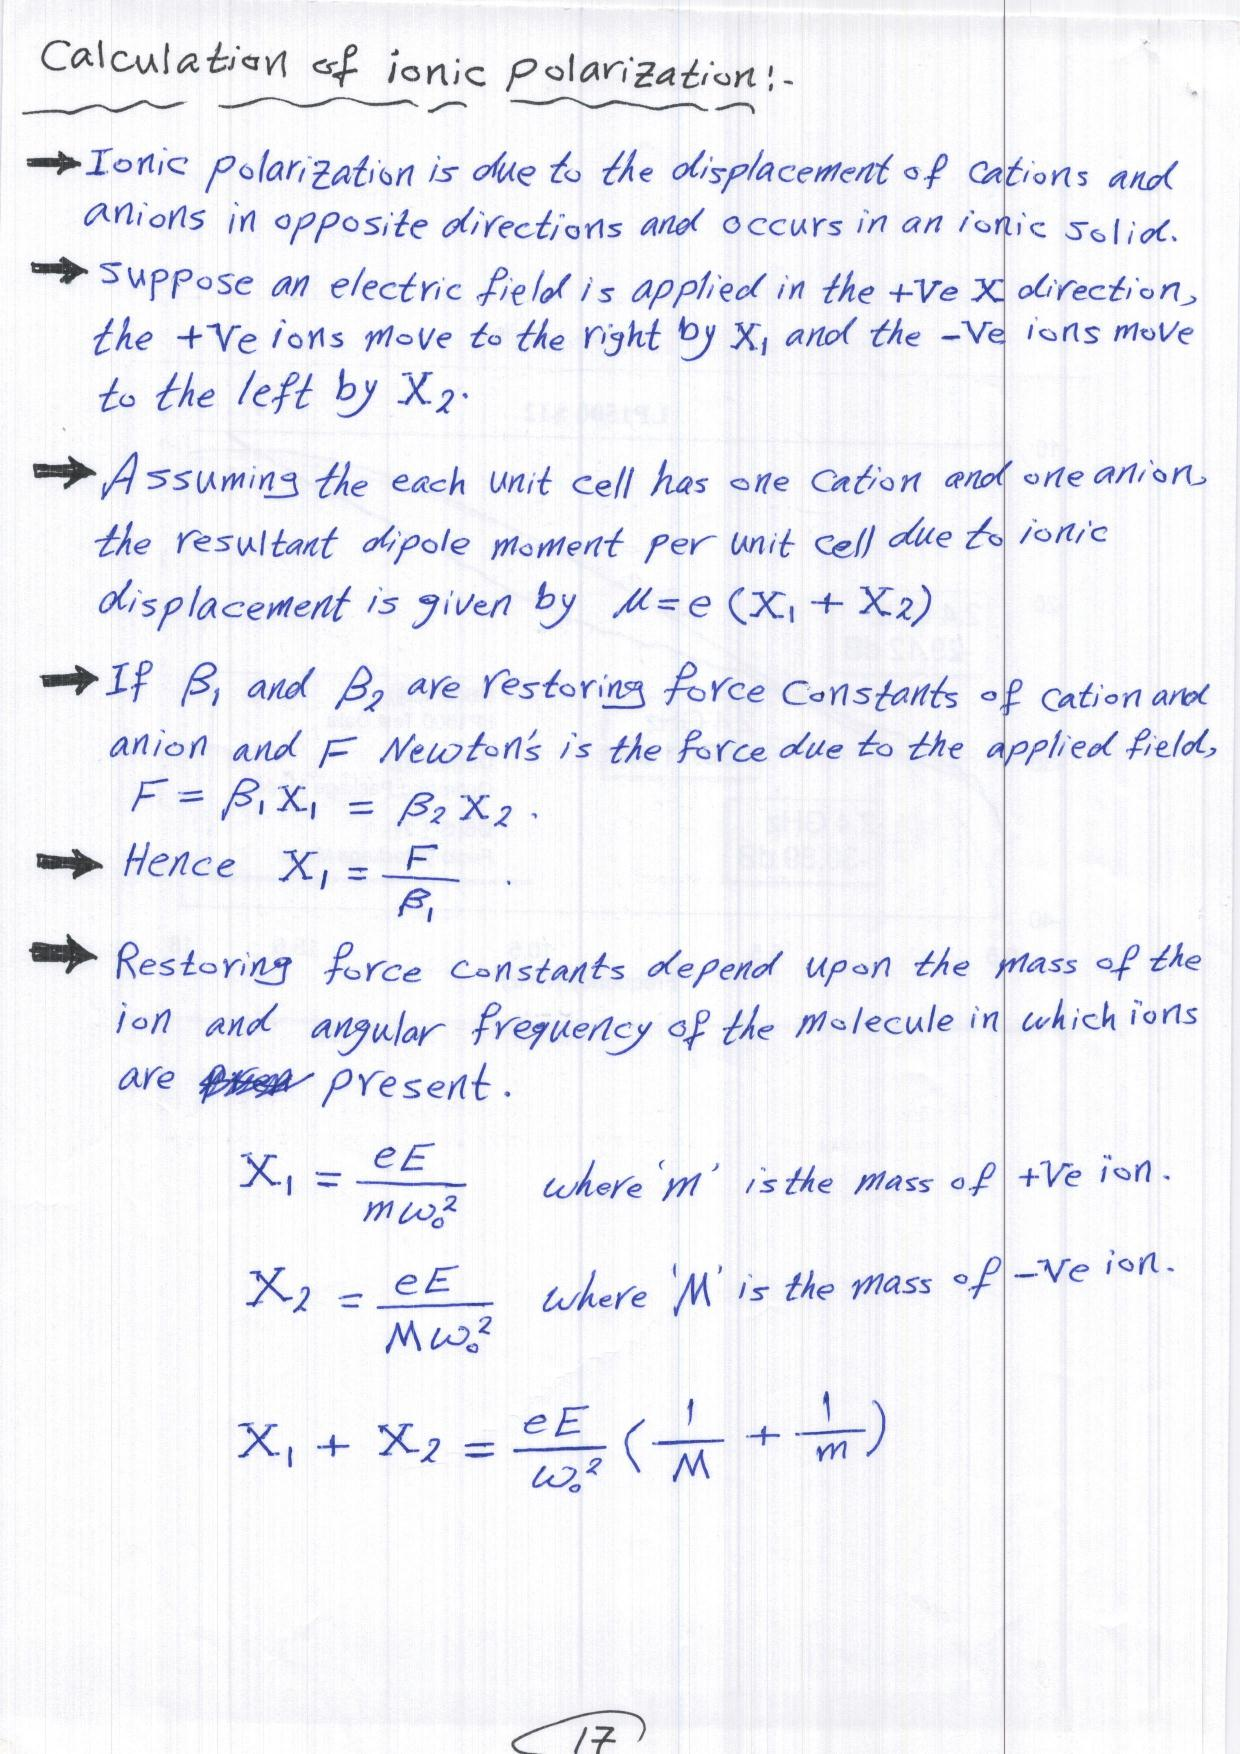 Calculation of ionic polarization:-
→ Ionic polarization is due to the displacement of cations and
anions in opposite directions and occurs in an ionic solid.
→ suppose an electric field is applied in the +ve X direction,
the +ve ions move to the right by X₁ and the -ve ions move
to the left by X₂.
→ Assuming the each unit cell has one cation and one anion,
the resultant dipole moment per unit cell due to ionic
displacement is given by μ = e (X₁ + X₂)
→ If β₁ and β₂ are restoring force constants of cation and
anion and F Newton's is the force due to the applied field,
F = β₁ X₁ = β₂ X₂ .
→ Hence X₁ = F / β₁ .
→ Restoring force constants depend upon the mass of the
ion and angular frequency of the molecule in which ions
are present.
X₁ = eE / mω₀² where 'm' is the mass of +ve ion.
X₂ = eE / Mω₀² where 'M' is the mass of -ve ion.
X₁ + X₂ = eE / ω₀² (1/M + 1/m)
17